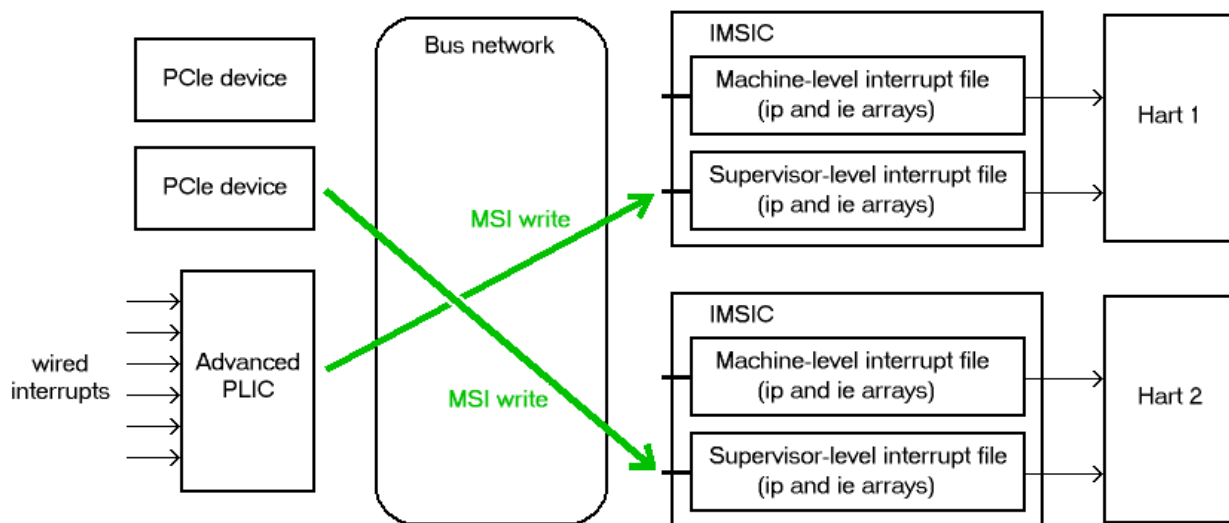 PCIe device
PCIe device
wired
interrupts
Advanced
PLIC
Bus network
MSI write
MSI write
IMSIC
Machine-level interrupt file
(ip and ie arrays)
Supervisor-level interrupt file
(ip and ie arrays)
Hart 1
IMSIC
Machine-level interrupt file
(ip and ie arrays)
Supervisor-level interrupt file
(ip and ie arrays)
Hart 2